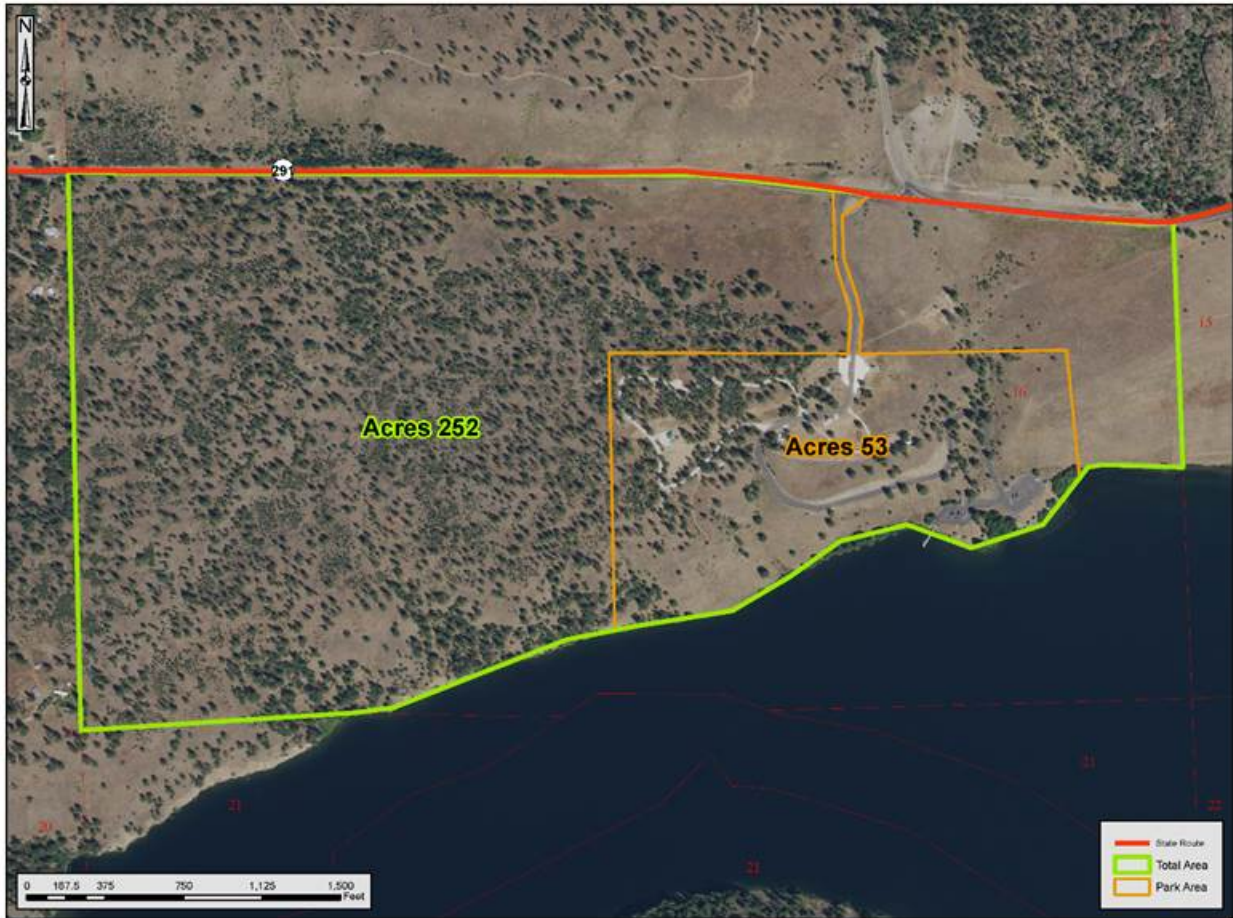 N
291
15
16
Acres 252
Acres 53
21
20
21
22
21
0 187.5 375 750 1,125 1,500
Feet
State Route
Total Area
Park Area